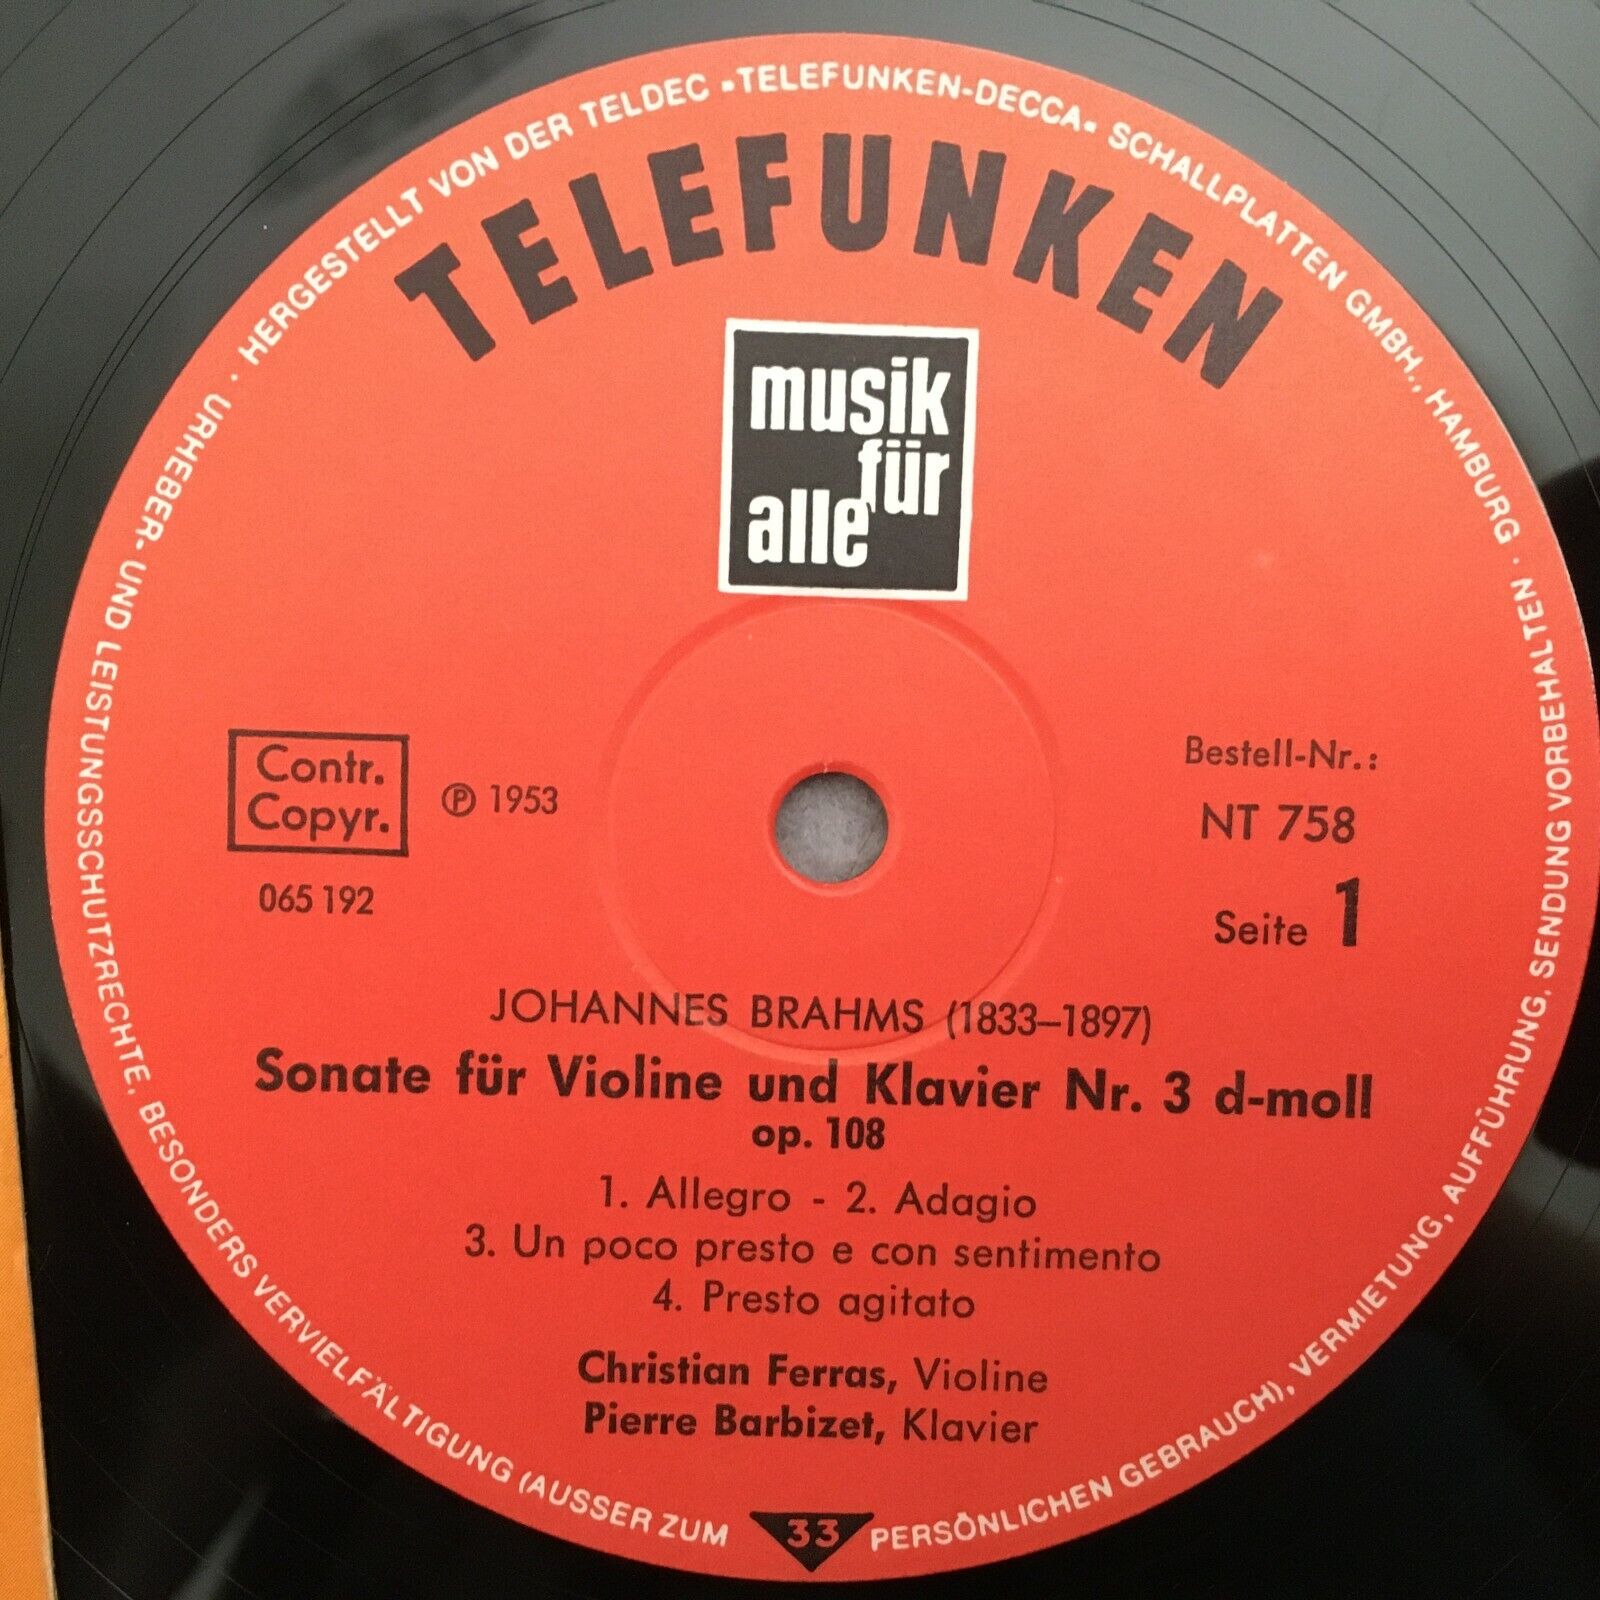 HERGESTELLT VON DER TELDEC •TELEFUNKEN-DECCA• SCHALLPLATTEN GMBH., HAMBURG ·
URHEBER- UND LEISTUNGSSCHUTZRECHTE, BESONDERS VERVIELFÄLTIGUNG (AUSSER ZUM PERSÖNLICHEN GEBRAUCH), VERMIETUNG, AUFFÜHRUNG, SENDUNG VORBEHALTEN ·
TELEFUNKEN
musik
für
alle
Contr.
Copyr.
Ⓟ 1953
065 192
Bestell-Nr.:
NT 758
Seite 1
JOHANNES BRAHMS (1833–1897)
Sonate für Violine und Klavier Nr. 3 d-moll
op. 108
1. Allegro - 2. Adagio
3. Un poco presto e con sentimento
4. Presto agitato
Christian Ferras, Violine
Pierre Barbizet, Klavier
33